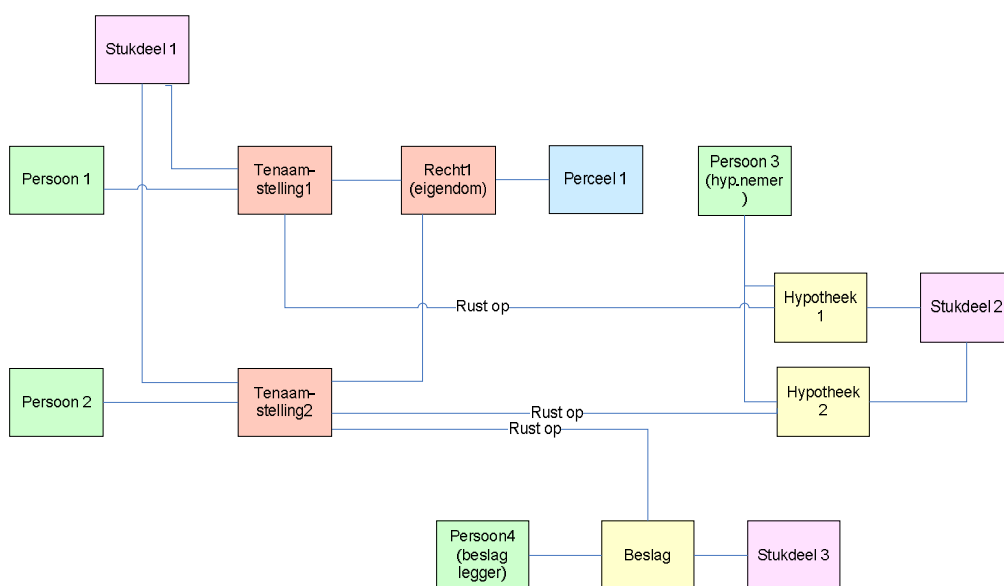 Stukdeel 1
Persoon 1
Tenaam-
stelling1
Recht1
(eigendom)
Perceel 1
Persoon 3
(hyp.nemer
)
Rust op
Hypotheek
1
Stukdeel 2
Persoon 2
Tenaam-
stelling2
Rust op
Rust op
Hypotheek
2
Persoon4
(beslag
legger)
Beslag
Stukdeel 3